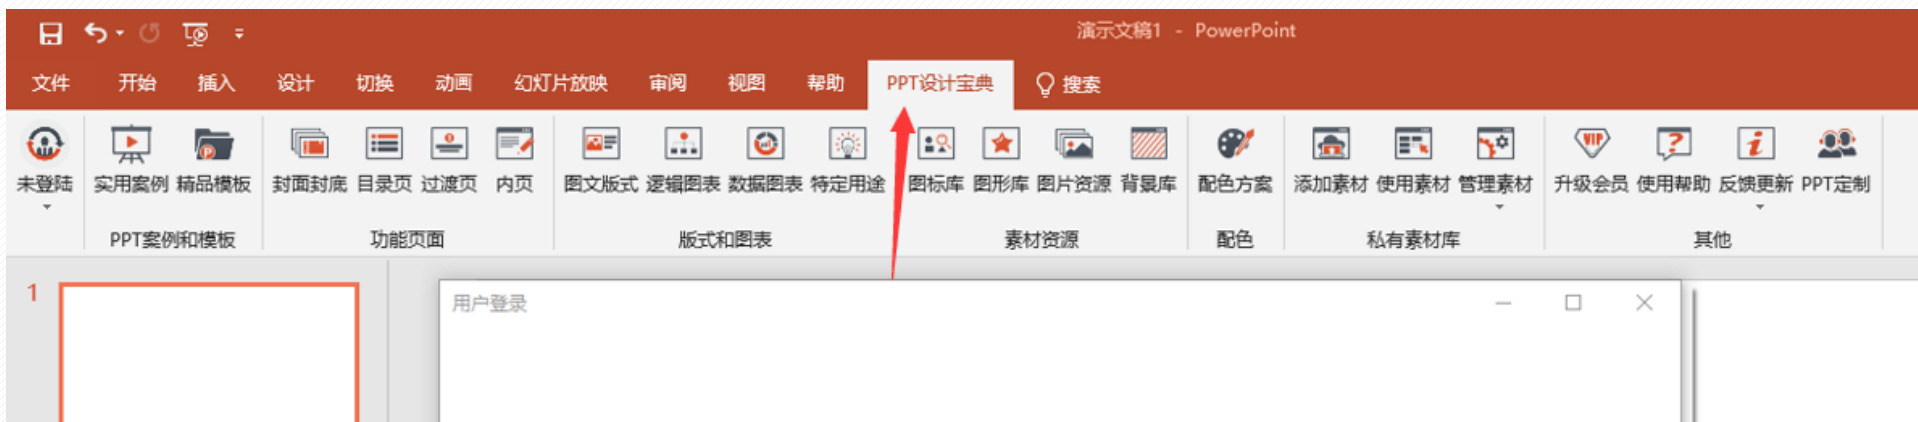 演示文稿1 - PowerPoint
文件 开始 插入 设计 切换 动画 幻灯片放映 审阅 视图 帮助 PPT设计宝典 搜索
VIP
未登陆 实用案例 精品模板 封面封底 目录页 过渡页 内页 图文版式 逻辑图表 数据图表 特定用途 图标库 图形库 图片资源 背景库 配色方案 添加素材 使用素材 管理素材 升级会员 使用帮助 反馈更新 PPT定制
PPT案例和模板 功能页面 版式和图表 素材资源 配色 私有素材库 其他
1
用户登录